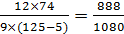 12×74 / 9×(125−5) = 888 / 1080